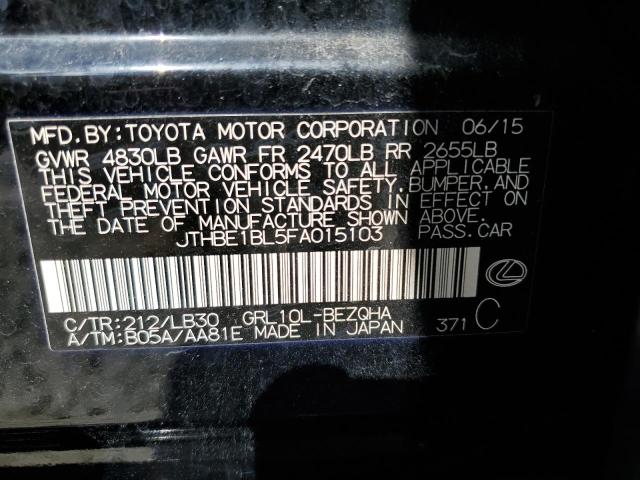 MFD.BY:TOYOTA MOTOR CORPORATION 06/15
GVWR 4830LB GAWR FR 2470LB RR 2655LB
THIS VEHICLE CONFORMS TO ALL APPLICABLE
FEDERAL MOTOR VEHICLE SAFETY,BUMPER,AND
THEFT PREVENTION STANDARDS IN EFFECT ON
THE DATE OF MANUFACTURE SHOWN ABOVE.
JTHBE1BL5FA015103 PASS.CAR
C/TR:212/LB30 GRL10L-BEZQHA
A/TM:B05A/AA81E MADE IN JAPAN 371 C